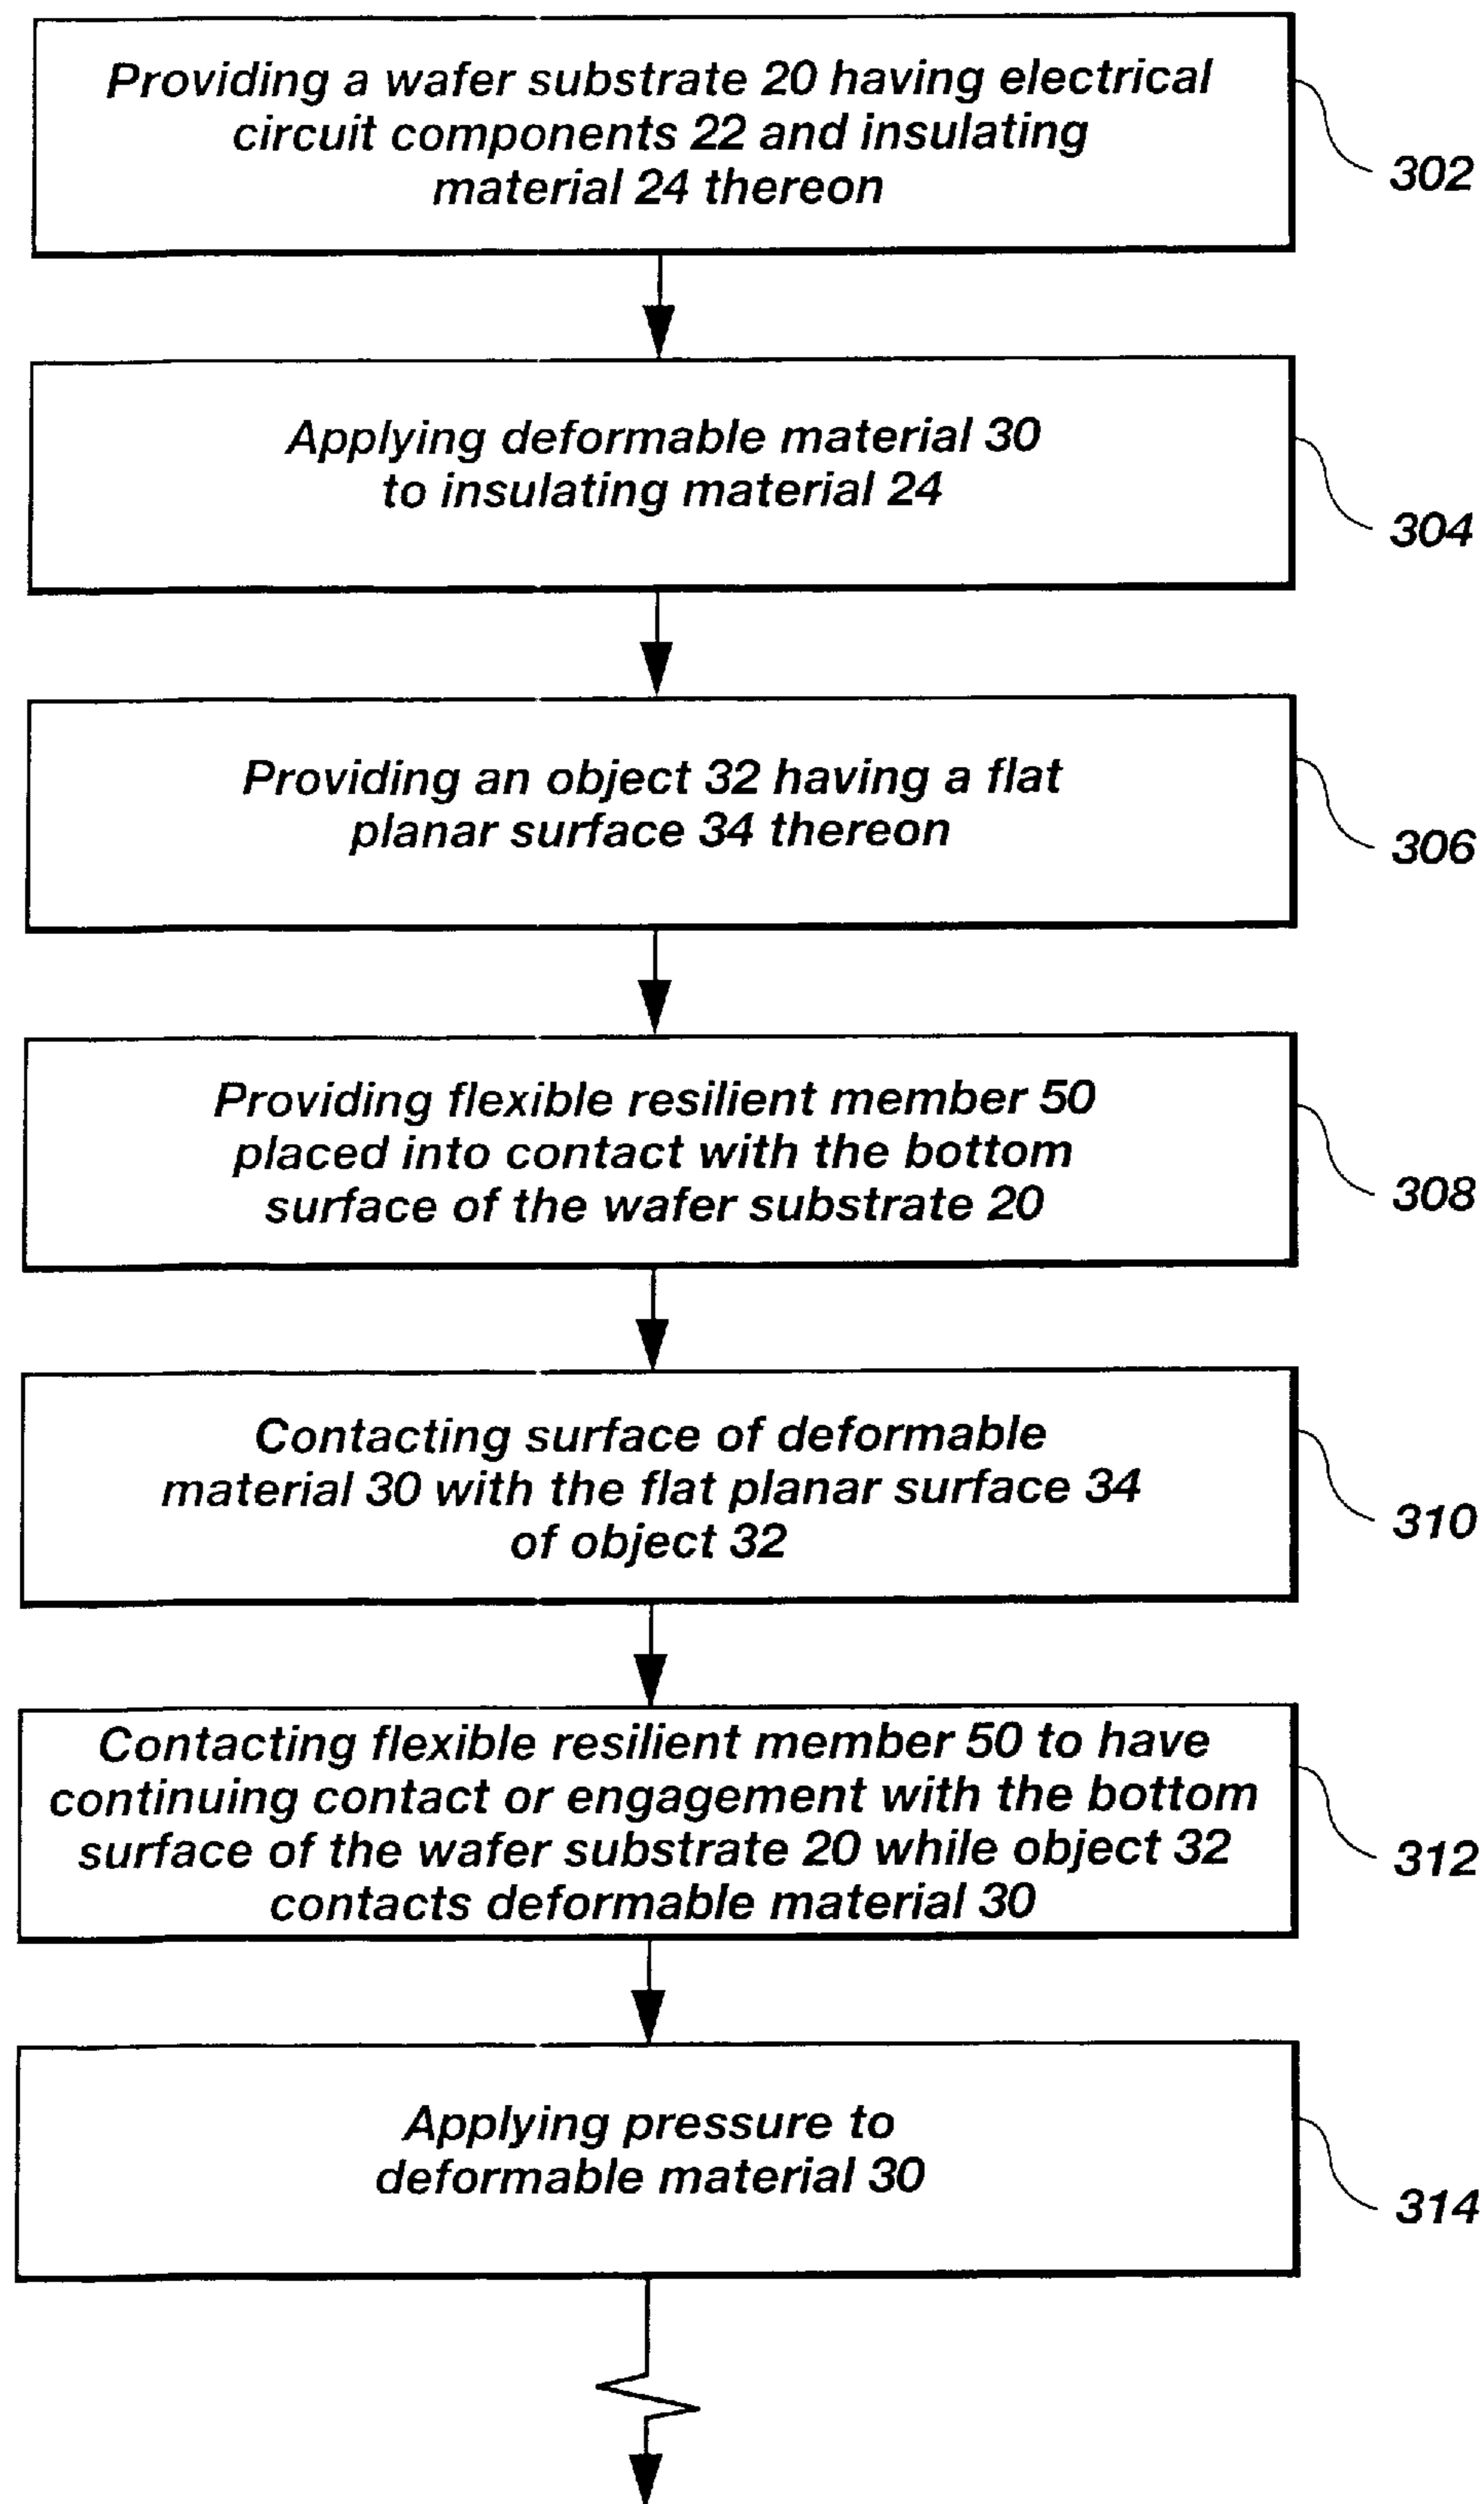 Providing a wafer substrate 20 having electrical
circuit components 22 and insulating
material 24 thereon
302
Applying deformable material 30
to insulating material 24
304
Providing an object 32 having a flat
planar surface 34 thereon
306
Providing flexible resilient member 50
placed into contact with the bottom
surface of the wafer substrate 20
308
Contacting surface of deformable
material 30 with the flat planar surface 34
of object 32
310
Contacting flexible resilient member 50 to have
continuing contact or engagement with the bottom
surface of the wafer substrate 20 while object 32
contacts deformable material 30
312
Applying pressure to
deformable material 30
314